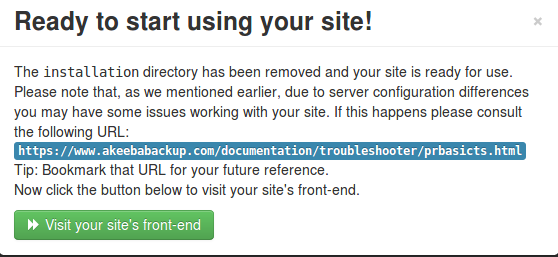 Ready to start using your site!
×
The installation directory has been removed and your site is ready for use.
Please note that, as we mentioned earlier, due to server configuration differences
you may have some issues working with your site. If this happens please consult
the following URL:
https://www.akeebabackup.com/documentation/troubleshooter/prbasicts.html
Tip: Bookmark that URL for your future reference.
Now click the button below to visit your site's front-end.
Visit your site's front-end